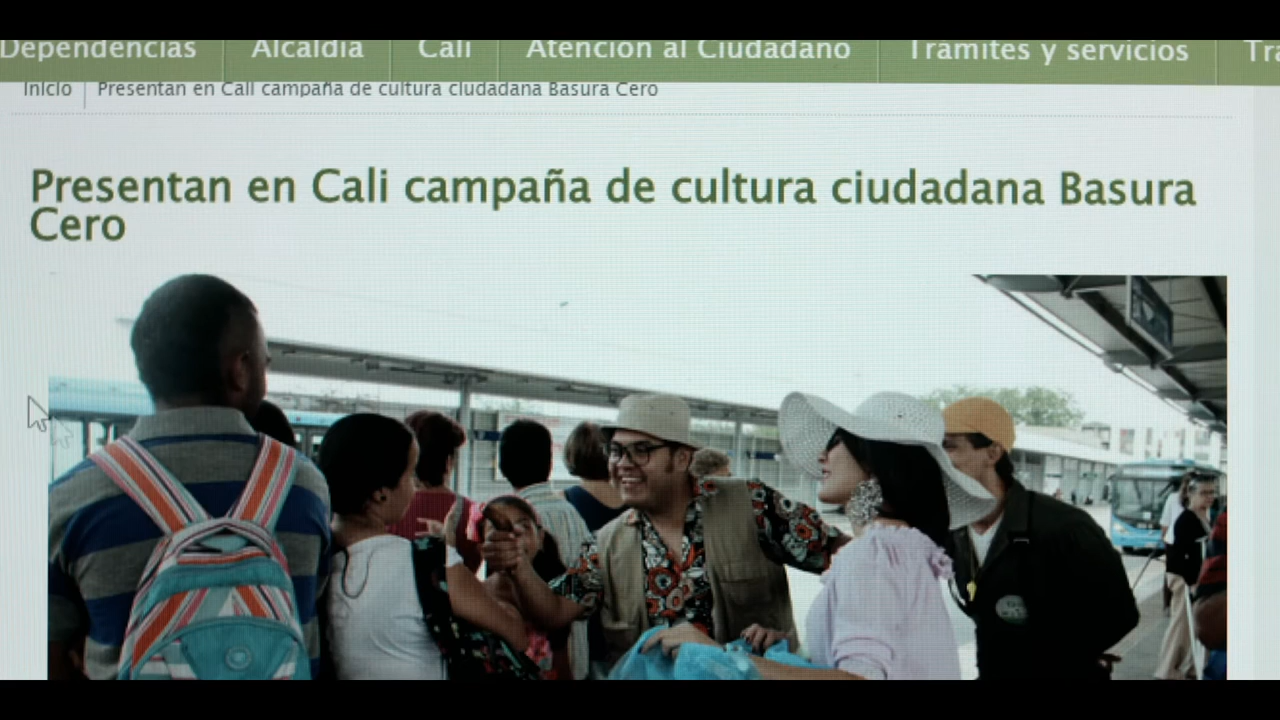 Dependencias Alcaldía Cali Atención al Ciudadano Trámites y servicios
Inicio Presentan en Cali campaña de cultura ciudadana Basura Cero
Presentan en Cali campaña de cultura ciudadana Basura
Cero